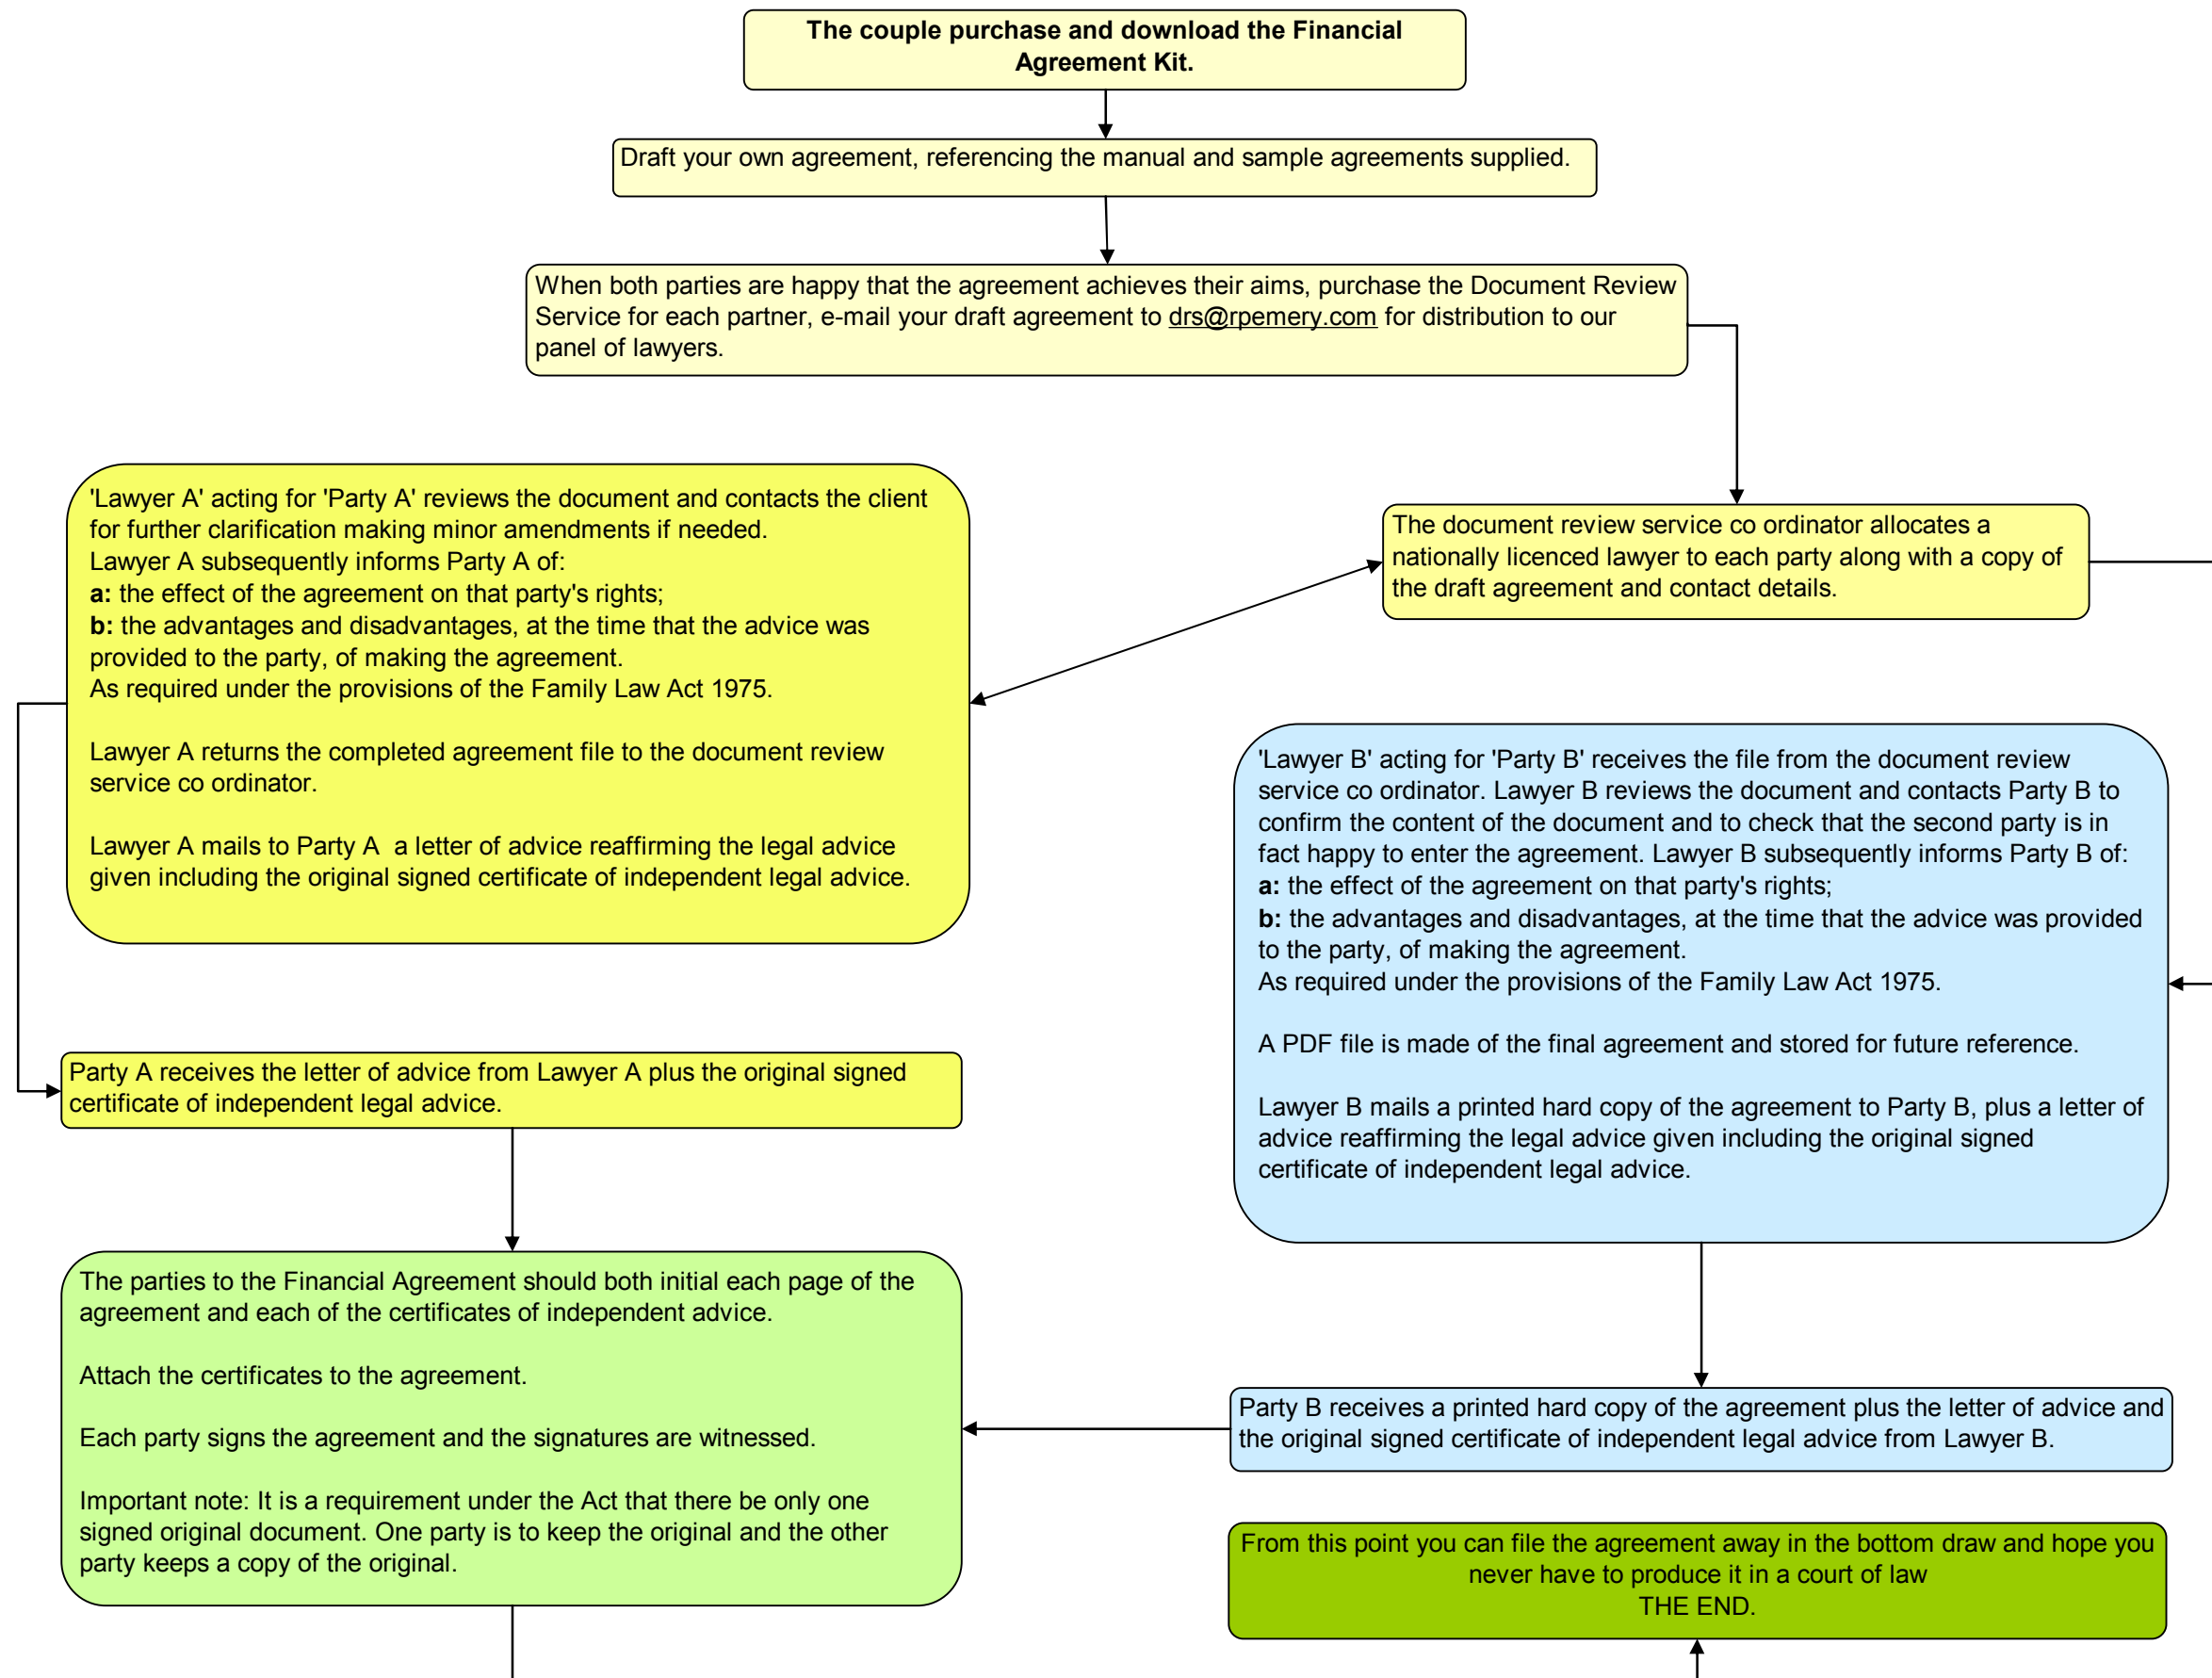 The couple purchase and download the Financial
Agreement Kit.
Draft your own agreement, referencing the manual and sample agreements supplied.
When both parties are happy that the agreement achieves their aims, purchase the Document Review
Service for each partner, e-mail your draft agreement to drs@rpemery.com for distribution to our
panel of lawyers.
The document review service co ordinator allocates a
nationally licenced lawyer to each party along with a copy of
the draft agreement and contact details.
'Lawyer A' acting for 'Party A' reviews the document and contacts the client
for further clarification making minor amendments if needed.
Lawyer A subsequently informs Party A of:
a: the effect of the agreement on that party's rights;
b: the advantages and disadvantages, at the time that the advice was
provided to the party, of making the agreement.
As required under the provisions of the Family Law Act 1975.
Lawyer A returns the completed agreement file to the document review
service co ordinator.
Lawyer A mails to Party A  a letter of advice reaffirming the legal advice
given including the original signed certificate of independent legal advice.
'Lawyer B' acting for 'Party B' receives the file from the document review
service co ordinator. Lawyer B reviews the document and contacts Party B to
confirm the content of the document and to check that the second party is in
fact happy to enter the agreement. Lawyer B subsequently informs Party B of:
a: the effect of the agreement on that party's rights;
b: the advantages and disadvantages, at the time that the advice was provided
to the party, of making the agreement.
As required under the provisions of the Family Law Act 1975.
A PDF file is made of the final agreement and stored for future reference.
Lawyer B mails a printed hard copy of the agreement to Party B, plus a letter of
advice reaffirming the legal advice given including the original signed
certificate of independent legal advice.
Party A receives the letter of advice from Lawyer A plus the original signed
certificate of independent legal advice.
Party B receives a printed hard copy of the agreement plus the letter of advice and
the original signed certificate of independent legal advice from Lawyer B.
The parties to the Financial Agreement should both initial each page of the
agreement and each of the certificates of independent advice.
Attach the certificates to the agreement.
Each party signs the agreement and the signatures are witnessed.
Important note: It is a requirement under the Act that there be only one
signed original document. One party is to keep the original and the other
party keeps a copy of the original.
From this point you can file the agreement away in the bottom draw and hope you
never have to produce it in a court of law
THE END.